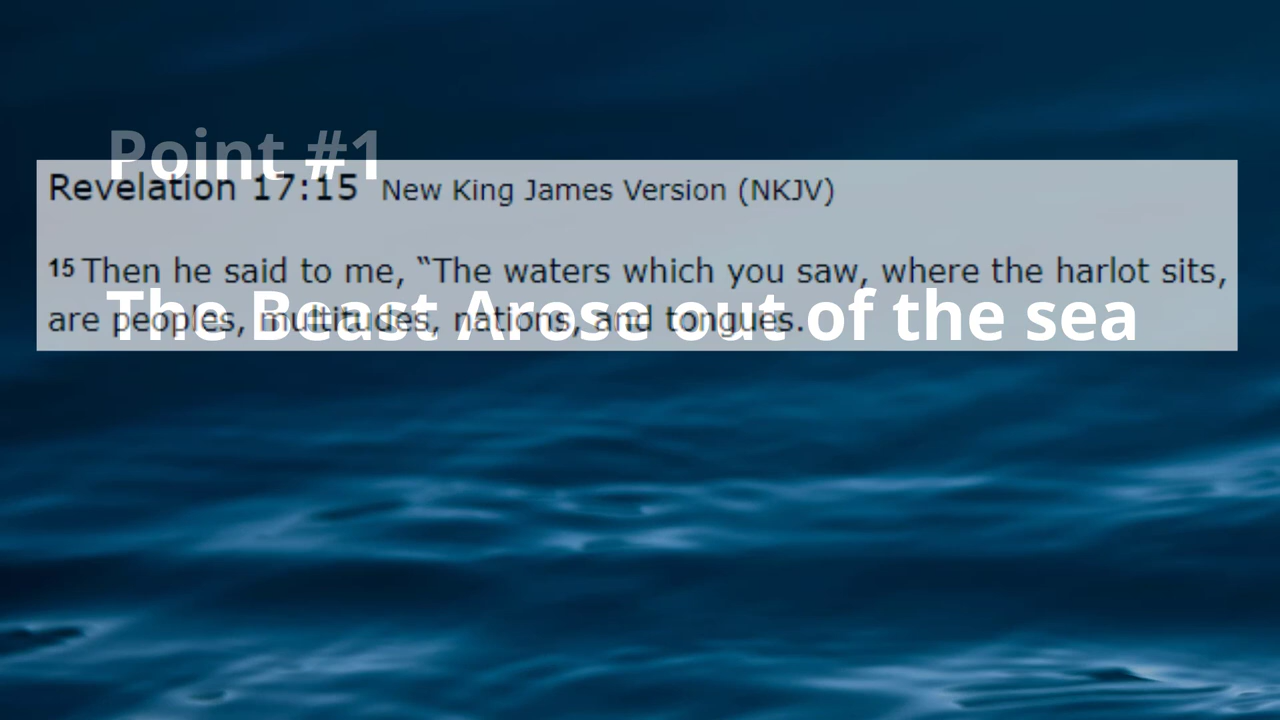 Point #1
Revelation 17:15 New King James Version (NKJV)
15 Then he said to me, “The waters which you saw, where the harlot sits,
The Beast Arose out of the sea
are peoples, multitudes, nations, and tongues.